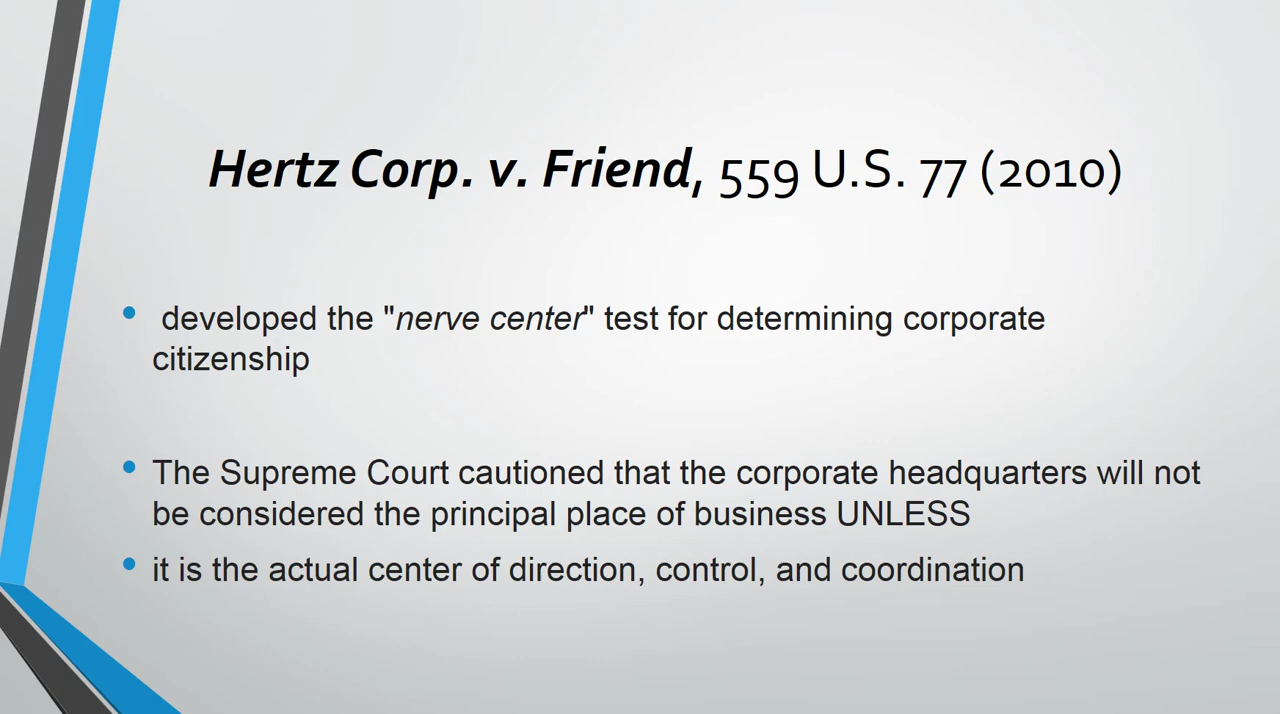 Hertz Corp. v. Friend, 559 U.S. 77 (2010)
• developed the "nerve center" test for determining corporate
citizenship
• The Supreme Court cautioned that the corporate headquarters will not
be considered the principal place of business UNLESS
• it is the actual center of direction, control, and coordination